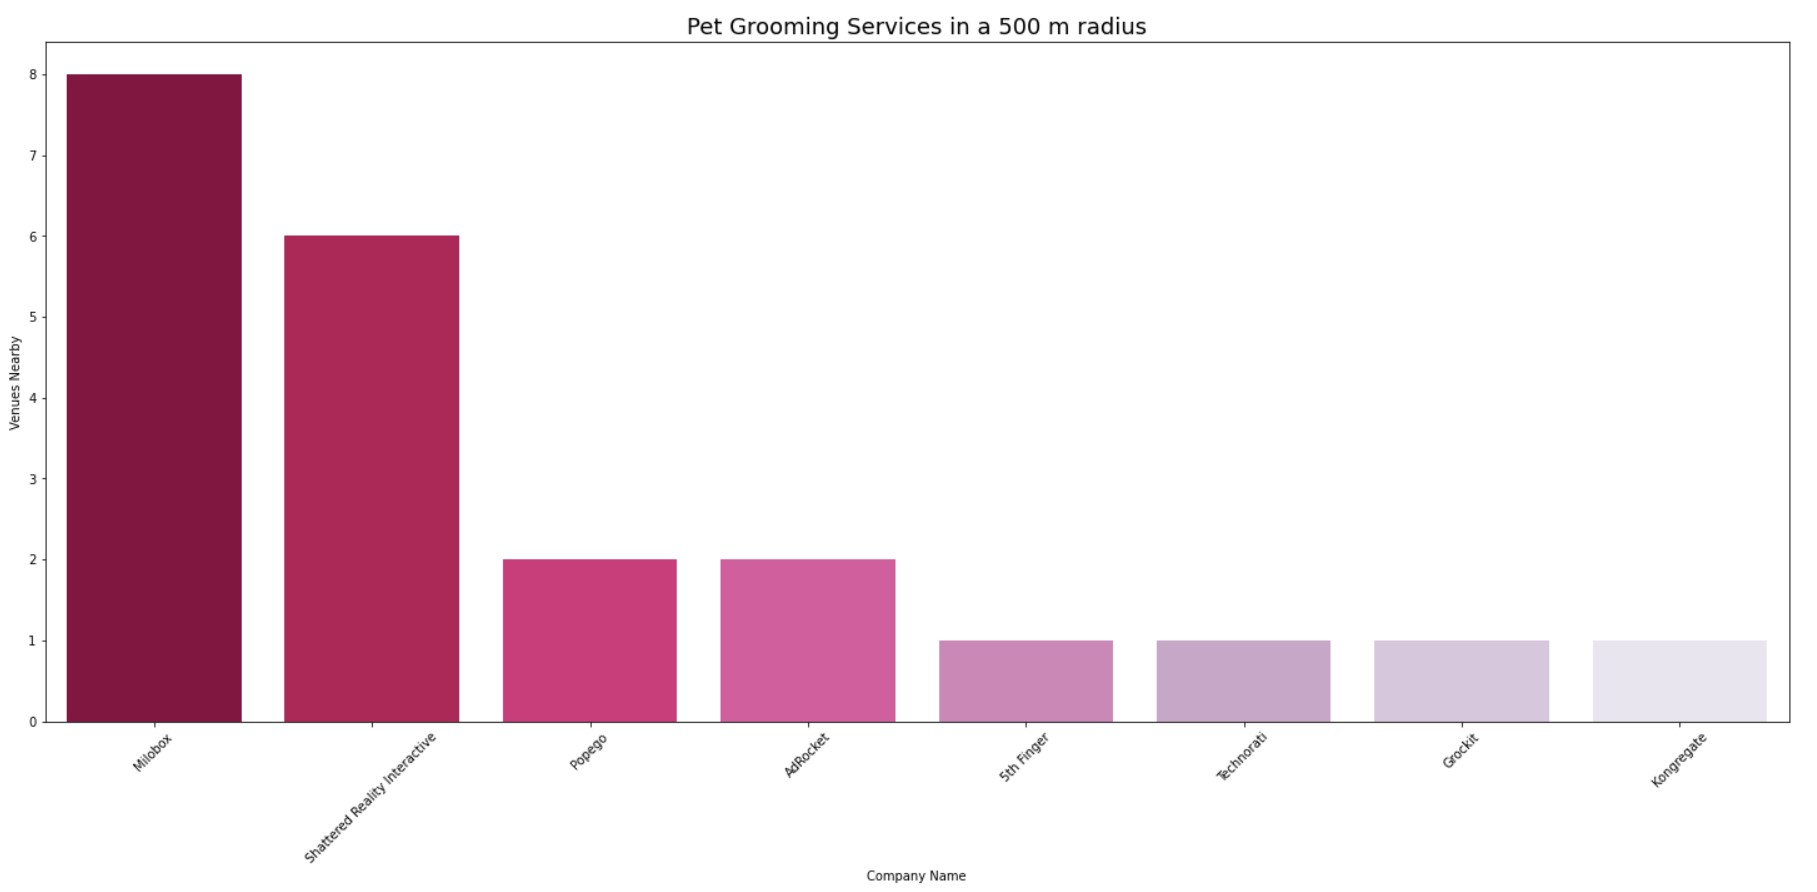 Pet Grooming Services in a 500 m radius
8
7
6
5
4
3
2
1
0
Venues Nearby
Milobox
Shattered Reality Interactive
Popego
AdRocket
5th Finger
Technorati
Grockit
Kongregate
Company Name